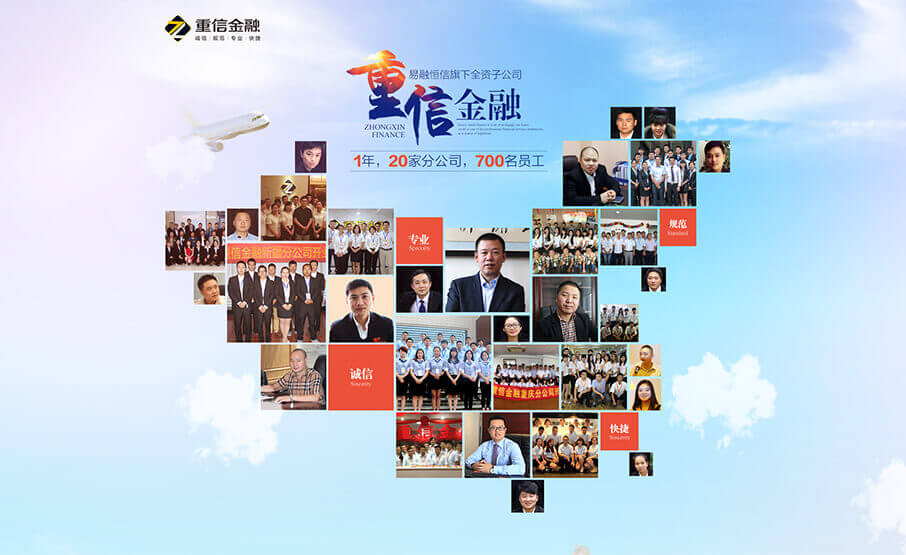 重信金融
诚信 | 规范 | 专业 | 快捷
易融恒信旗下全资子公司
重信金融
ZHONGXIN
FINANCE
1年，20家分公司，700名员工
规范
Standard
专业
Specialty
信金融新疆分公司开
诚信
Sincerity
重信金融重庆分公司
快捷